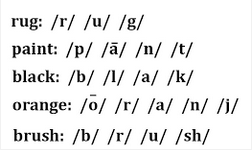 rug: /r/ /u/ /g/
paint: /p/ /ā/ /n/ /t/
black: /b/ /l/ /a/ /k/
orange: /ō/ /r/ /a/ /n/ /j/
brush: /b/ /r/ /u/ /sh/